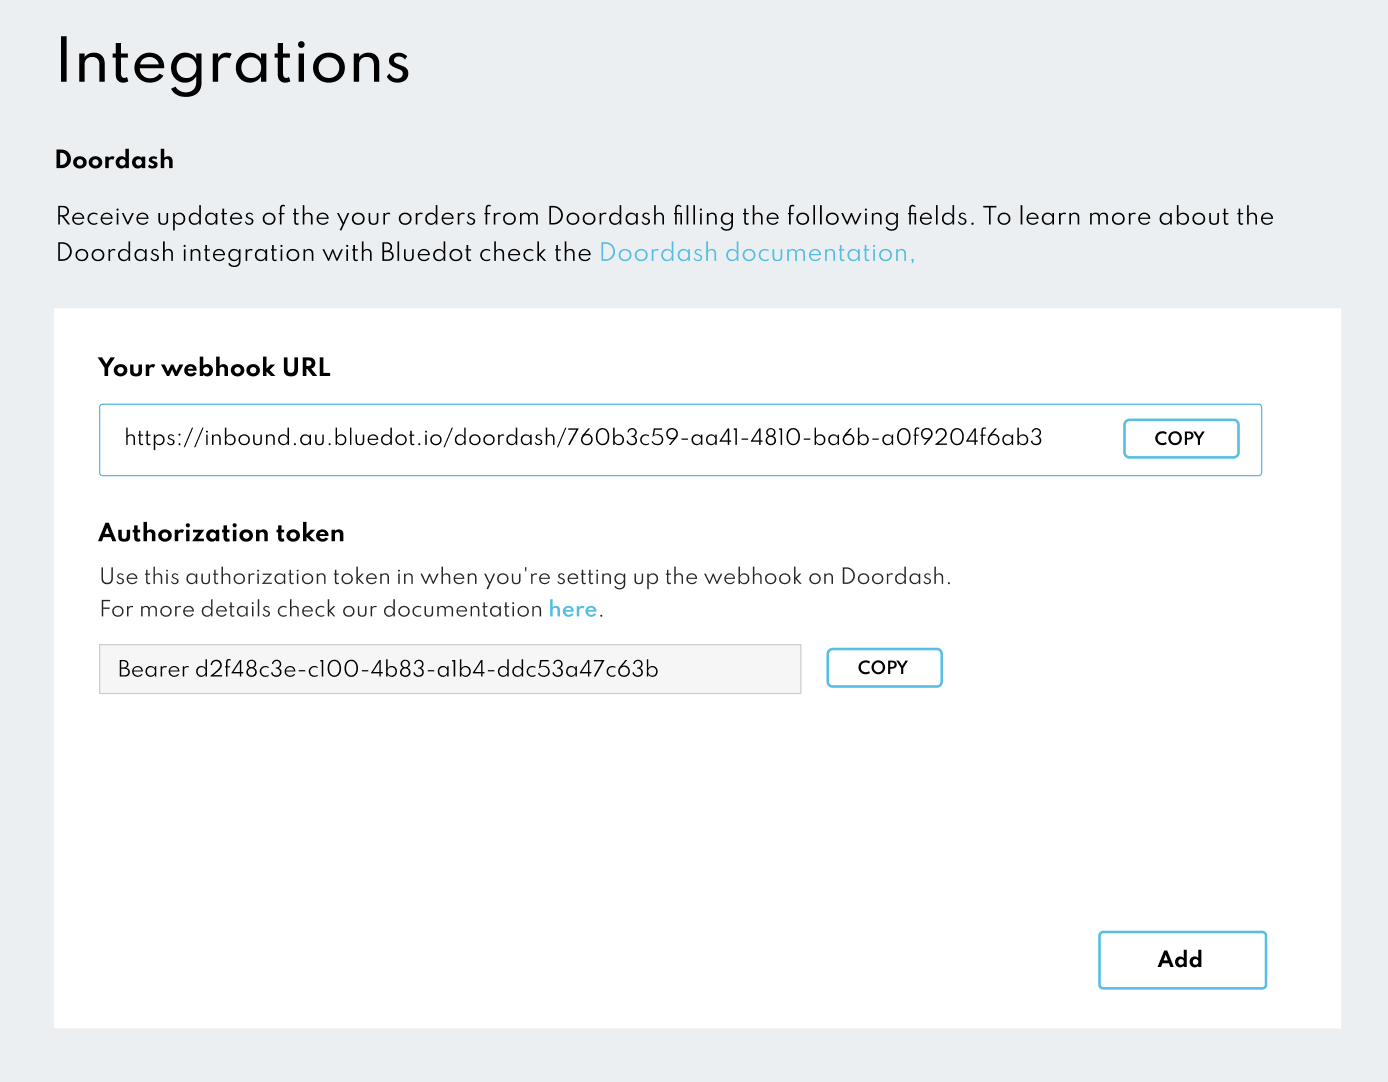 Integrations
Doordash
Receive updates of the your orders from Doordash filling the following fields. To learn more about the
Doordash integration with Bluedot check the Doordash documentation,
Your webhook URL
https://inbound.au.bluedot.io/doordash/760b3c59-aa41-4810-ba6b-a0f9204f6ab3
COPY
Authorization token
Use this authorization token in when you're setting up the webhook on Doordash.
For more details check our documentation here.
Bearer d2f48c3e-c100-4b83-a1b4-ddc53a47c63b
COPY
Add